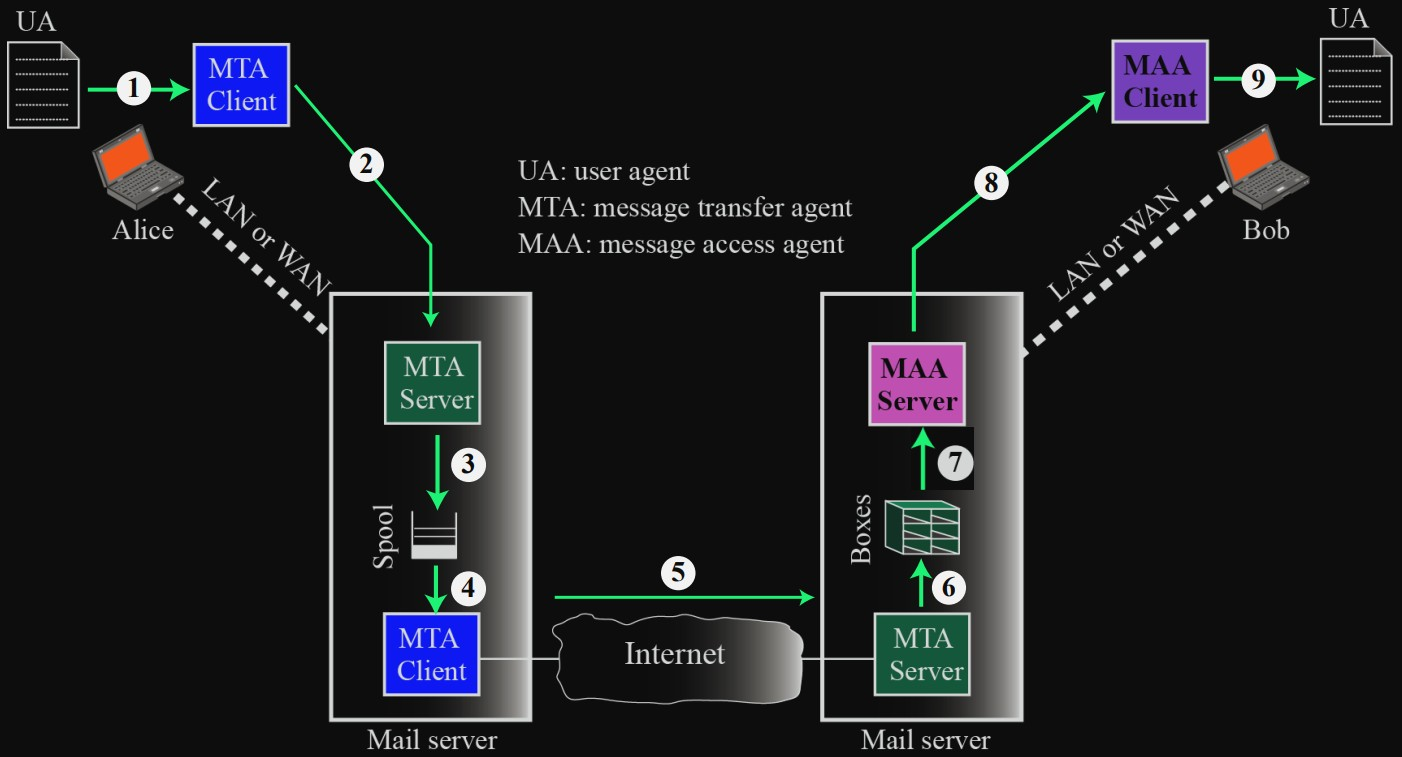 UA
1
MTA
Client
2
Alice
LAN or WAN
UA: user agent
MTA: message transfer agent
MAA: message access agent
UA
9
MAA
Client
8
Bob
LAN or WAN
MTA
Server
3
Spool
4
MTA
Client
Mail server
5
Internet
MAA
Server
7
Boxes
6
MTA
Server
Mail server